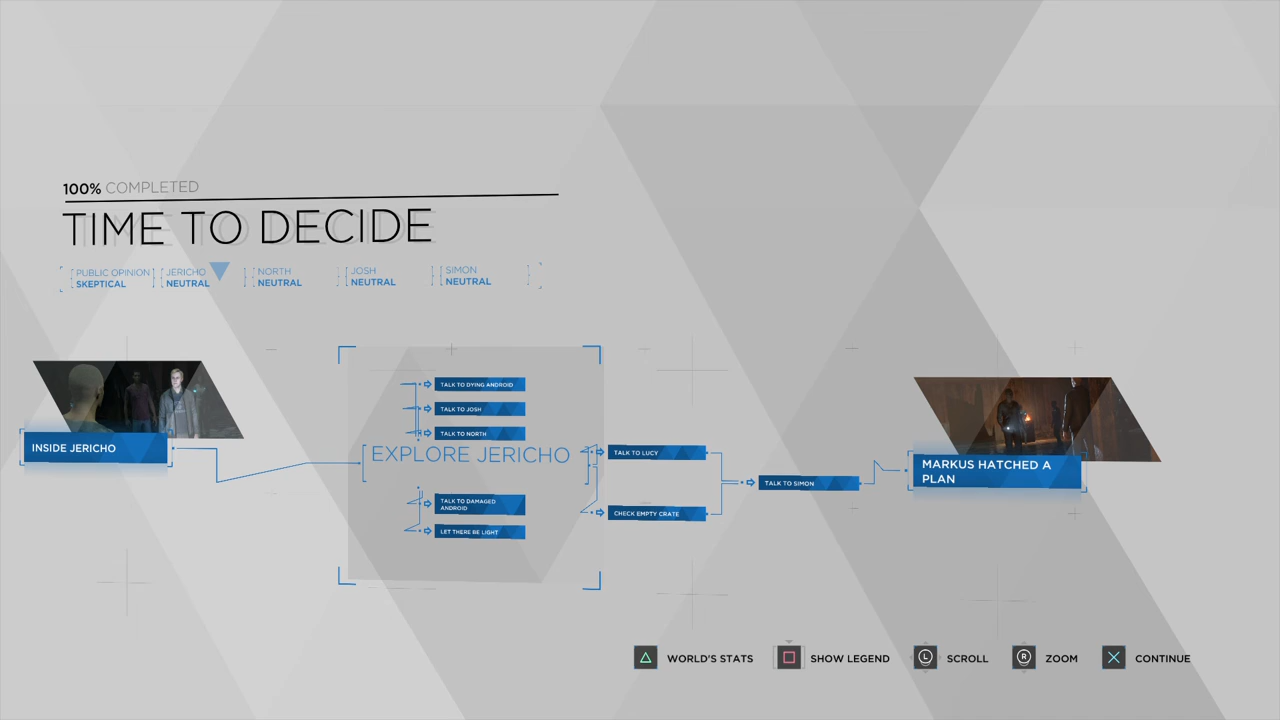 100% COMPLETED
TIME TO DECIDE
PUBLIC OPINION
SKEPTICAL
JERICHO
NEUTRAL
NORTH
NEUTRAL
JOSH
NEUTRAL
SIMON
NEUTRAL
INSIDE JERICHO
TALK TO DYING ANDROID
TALK TO JOSH
TALK TO NORTH
EXPLORE JERICHO
TALK TO DAMAGED
ANDROID
LET THERE BE LIGHT
TALK TO LUCY
CHECK EMPTY CRATE
TALK TO SIMON
MARKUS HATCHED A
PLAN
WORLD'S STATS
SHOW LEGEND
L SCROLL
R ZOOM
CONTINUE